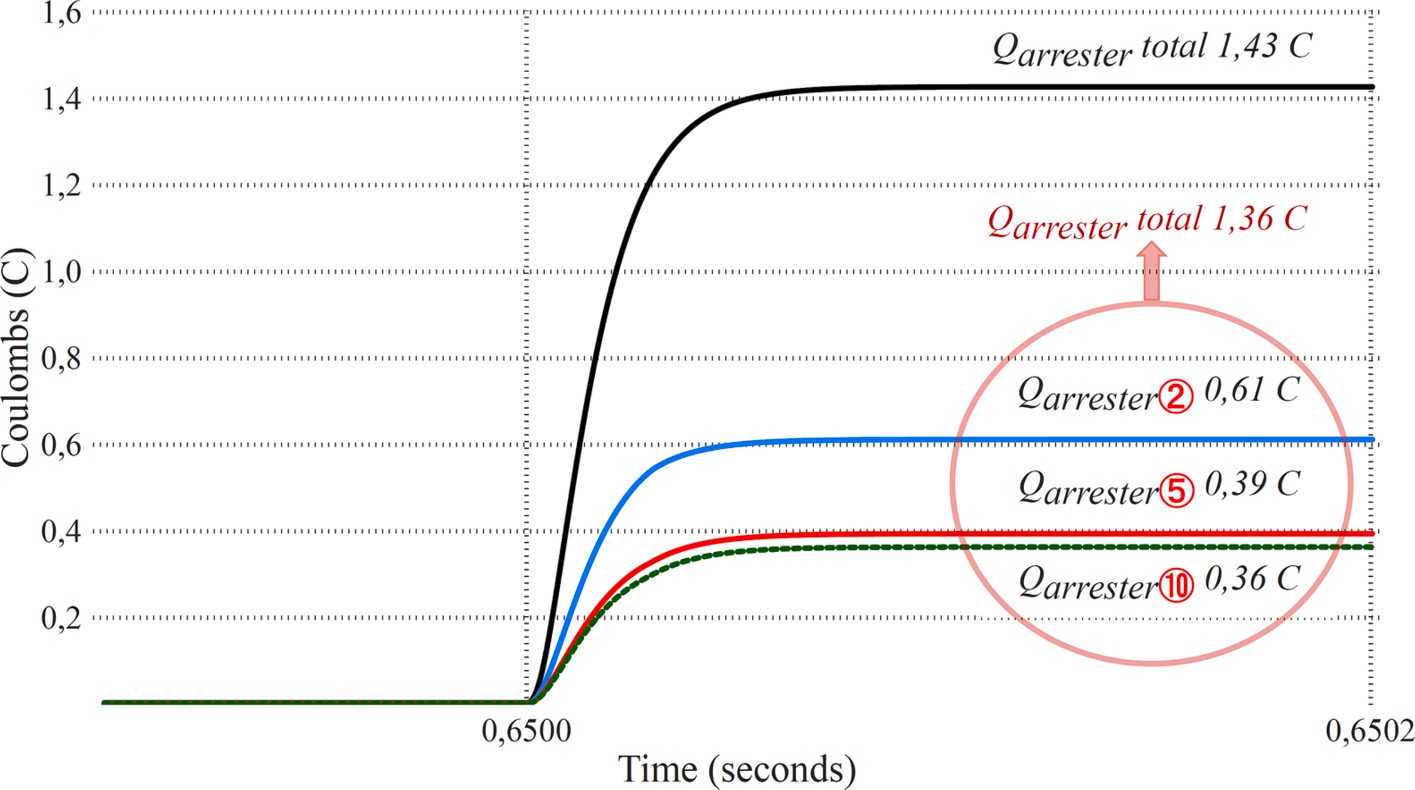 1,6
Qarrester total 1,43 C
1,4
1,2
Qarrester total 1,36 C
1,0
Coulombs (C)
0,8
Qarrester② 0,61 C
0,6
Qarrester⑤ 0,39 C
0,4
Qarrester⑩ 0,36 C
0,2
0,6500
0,6502
Time (seconds)